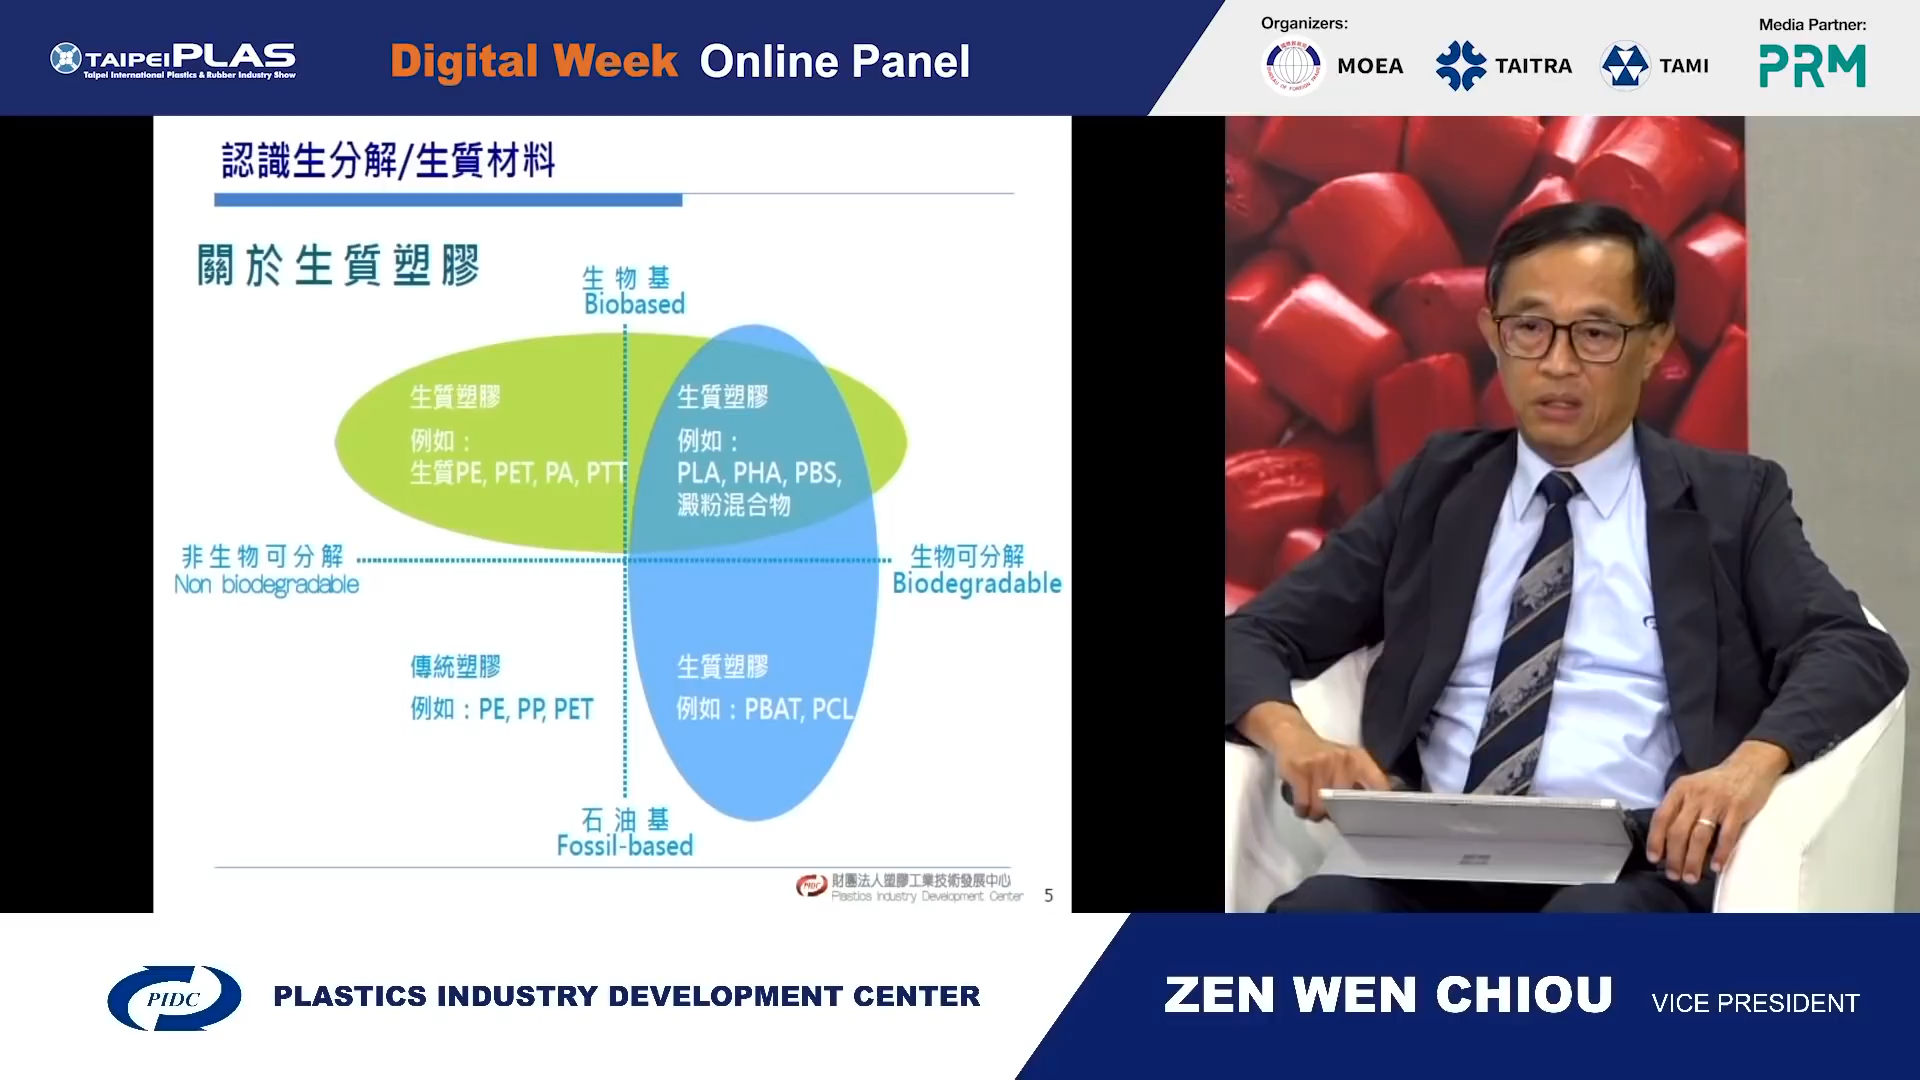 TAIPEIPLAS
Taipei International Plastics & Rubber Industry Show
Digital Week Online Panel
Organizers:
MOEA
TAITRA
TAMI
Media Partner:
PRM
認識生分解/生質材料
關於生質塑膠
生物基
Biobased
生質塑膠
例如：
生質PE, PET, PA, PTT
生質塑膠
例如：
PLA, PHA, PBS,
澱粉混合物
非生物可分解
Non biodegradable
生物可分解
Biodegradable
傳統塑膠
例如：PE, PP, PET
生質塑膠
例如：PBAT, PCL
石油基
Fossil-based
PIDC
財團法人塑膠工業技術發展中心
Plastics Industry Development Center
5
PIDC
PLASTICS INDUSTRY DEVELOPMENT CENTER
ZEN WEN CHIOU
VICE PRESIDENT